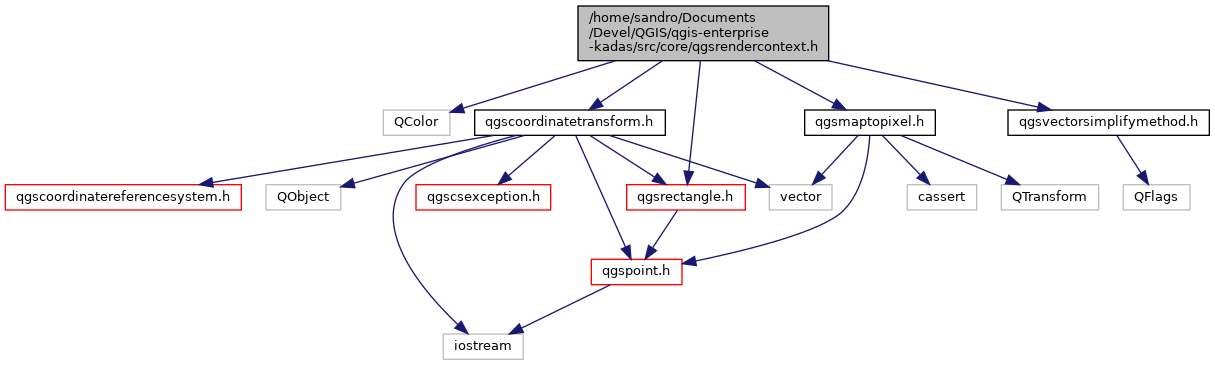 /home/sandro/Documents
/Devel/QGIS/qgis-enterprise
-kadas/src/core/qgsrendercontext.h
QColor
qgscoordinatetransform.h
qgsmaptopixel.h
qgsvectorsimplifymethod.h
qgscoordinatereferencesystem.h
QObject
qgscsexception.h
qgsrectangle.h
vector
cassert
QTransform
QFlags
qgspoint.h
iostream